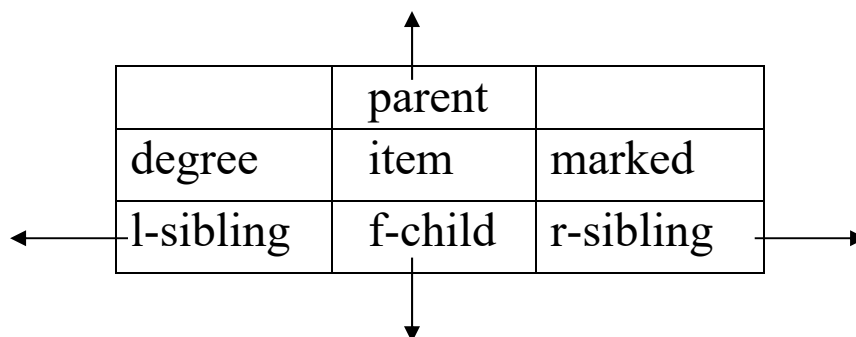 parent
degree item marked
l-sibling f-child r-sibling